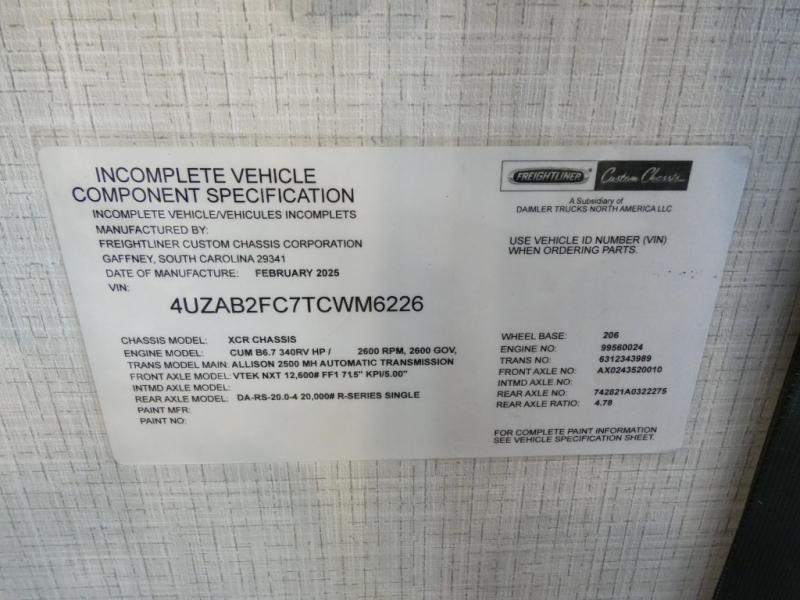 INCOMPLETE VEHICLE
COMPONENT SPECIFICATION
INCOMPLETE VEHICLE/VEHICULES INCOMPLETS
MANUFACTURED BY:
FREIGHTLINER CUSTOM CHASSIS CORPORATION
GAFFNEY, SOUTH CAROLINA 29341
DATE OF MANUFACTURE: FEBRUARY 2025
VIN:
4UZAB2FC7TCWM6226
CHASSIS MODEL: XCR CHASSIS
ENGINE MODEL: CUM B6.7 340RV HP / 2600 RPM, 2600 GOV,
TRANS MODEL MAIN: ALLISON 2500 MH AUTOMATIC TRANSMISSION
FRONT AXLE MODEL: VTEK NXT 12,600# FF1 71.5" KPI/5.00"
INTMD AXLE MODEL:
REAR AXLE MODEL: DA-RS-20.0-4 20,000# R-SERIES SINGLE
PAINT MFR:
PAINT NO:
FREIGHTLINER Custom Chassis
A Subsidiary of
DAIMLER TRUCKS NORTH AMERICA LLC
USE VEHICLE ID NUMBER (VIN)
WHEN ORDERING PARTS.
WHEEL BASE: 206
ENGINE NO: 99560024
TRANS NO: 6312343989
FRONT AXLE NO: AX0243520010
INTMD AXLE NO:
REAR AXLE NO: 742821A0322275
REAR AXLE RATIO: 4.78
FOR COMPLETE PAINT INFORMATION
SEE VEHICLE SPECIFICATION SHEET.